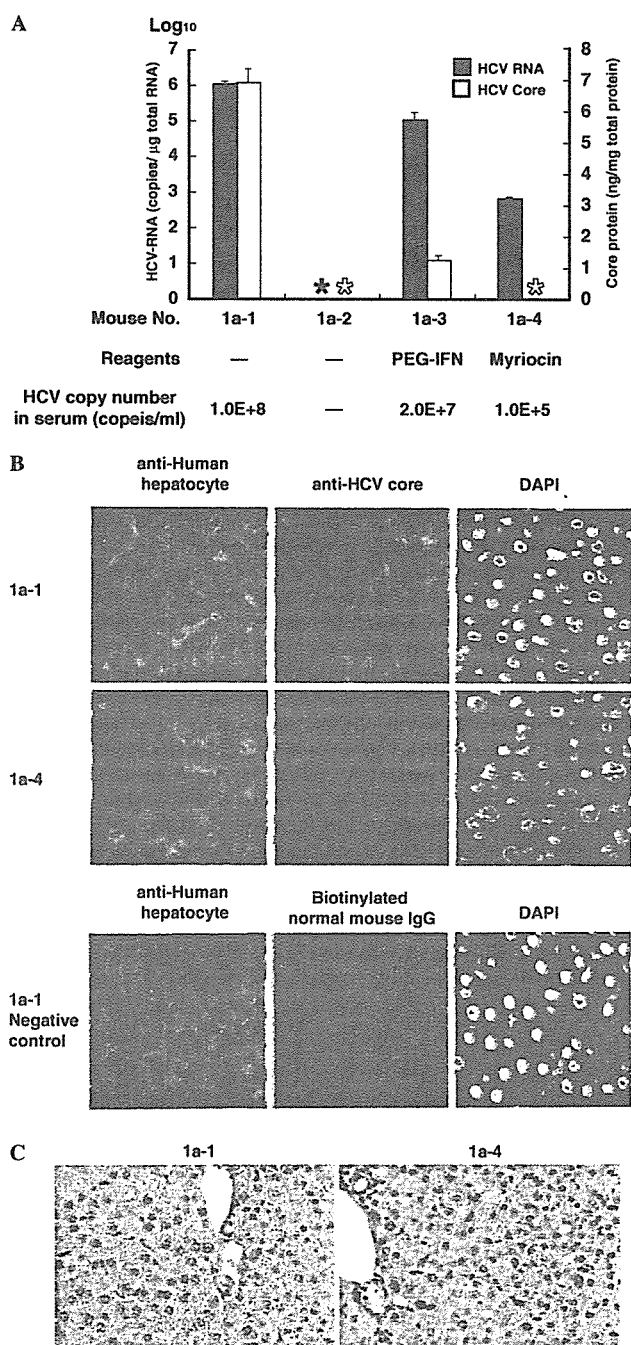 A
Log10
7
6
5
4
3
2
1
0
HCV-RNA (copies/ μg total RNA)
HCV RNA
HCV Core
8
7
6
5
4
3
2
1
0
Core protein (ng/mg total protein)
Mouse No. 1a-1 1a-2 1a-3 1a-4
Reagents — — PEG-IFN Myriocin
HCV copy number
in serum (copeis/ml) 1.0E+8 — 2.0E+7 1.0E+5
B
anti-Human
hepatocyte
anti-HCV core
DAPI
1a-1
1a-4
anti-Human
hepatocyte
Biotinylated
normal mouse IgG
DAPI
1a-1
Negative
control
C
1a-1
1a-4